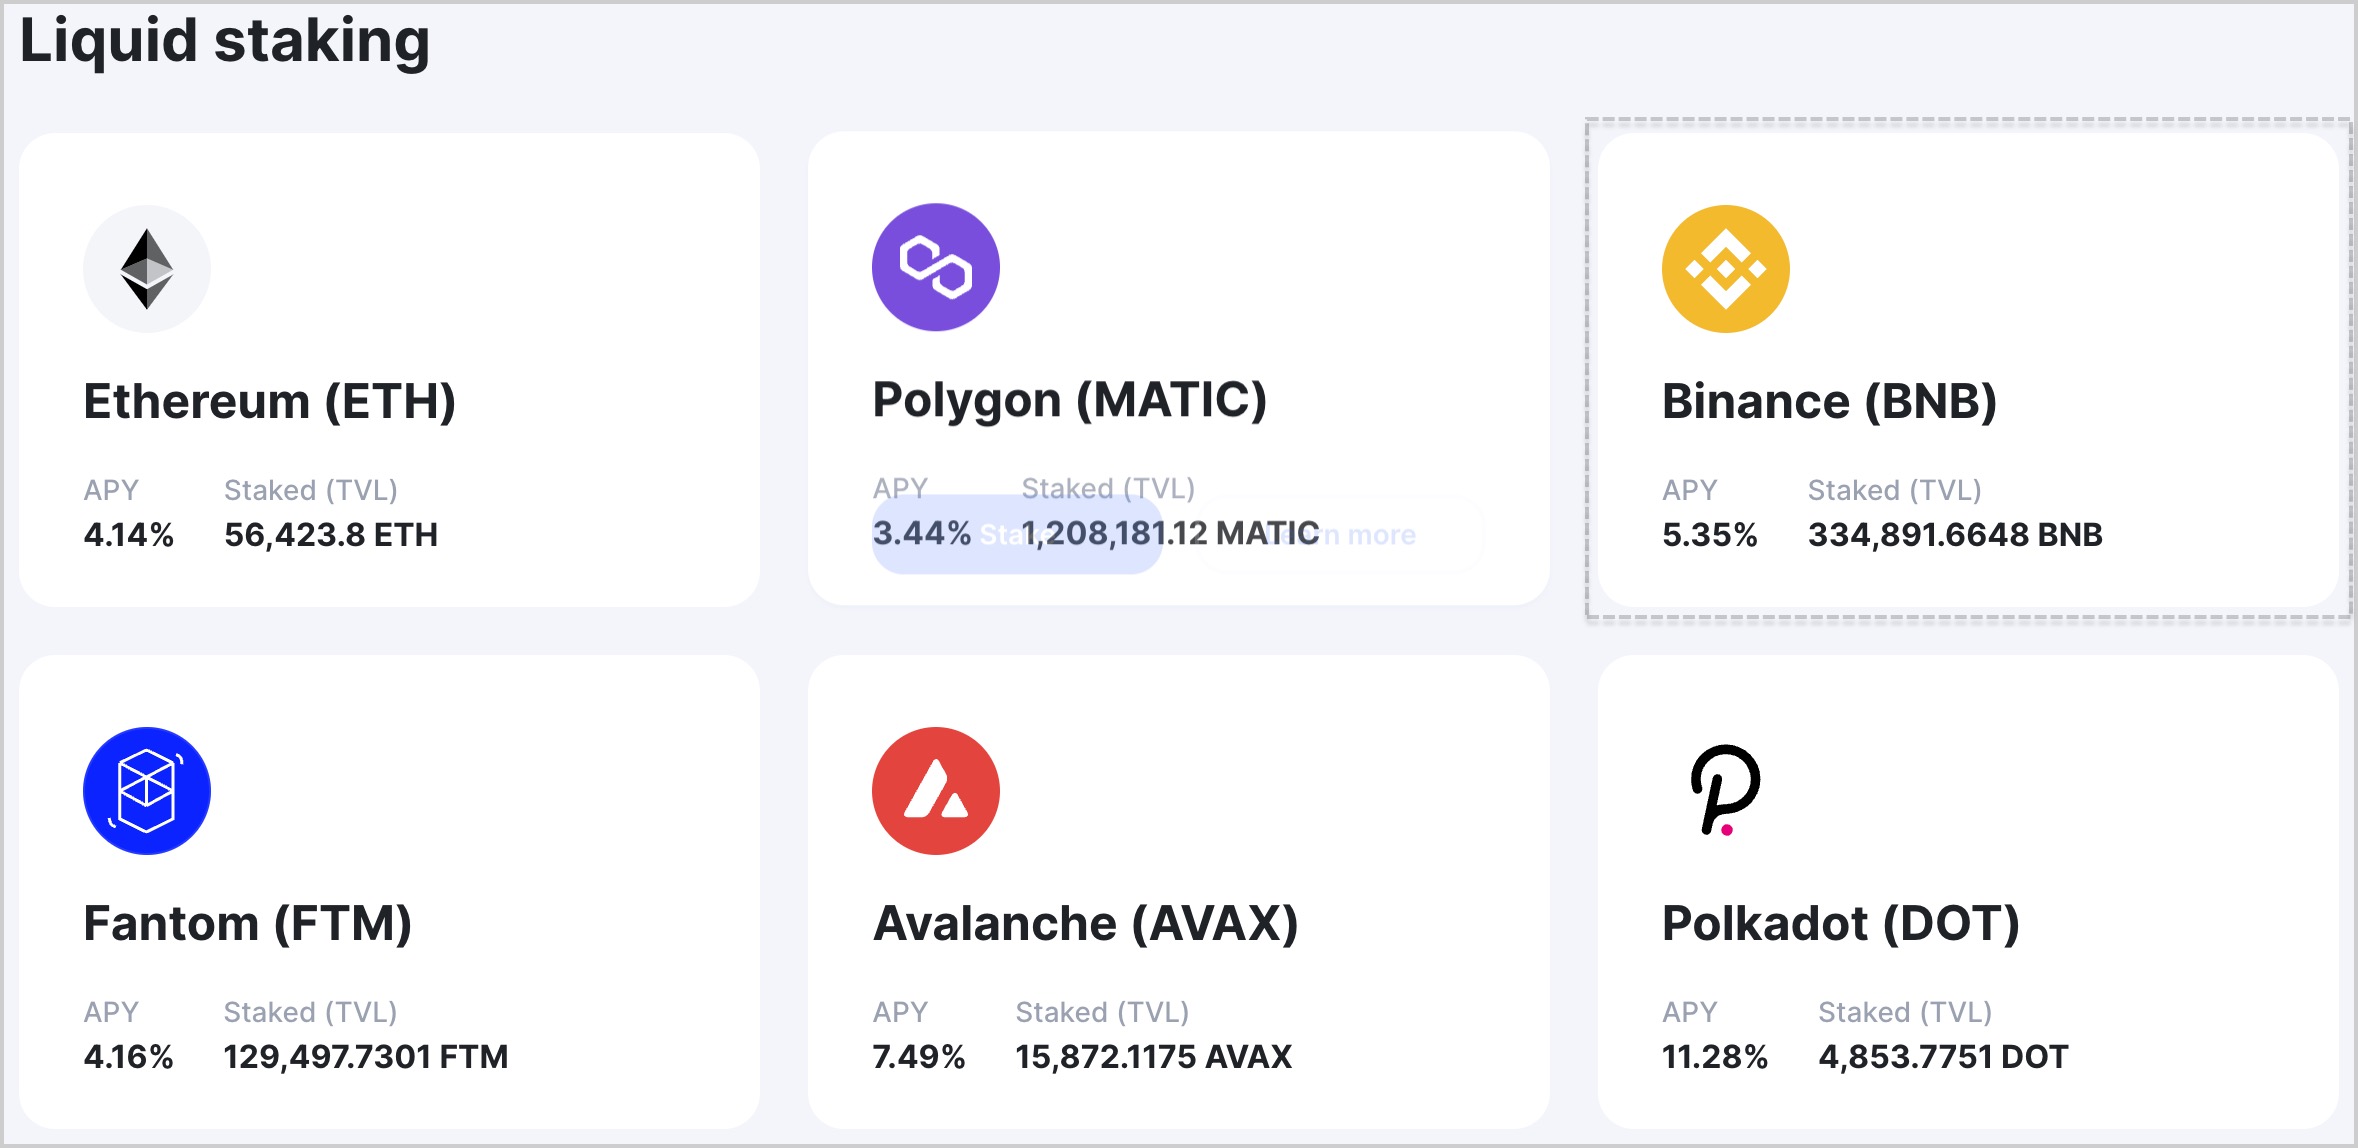 Liquid staking
Ethereum (ETH)
APY Staked (TVL)
4.14% 56,423.8 ETH
Polygon (MATIC)
APY Staked (TVL)
3.44% 1,208,181.12 MATIC
Stake Learn more
Binance (BNB)
APY Staked (TVL)
5.35% 334,891.6648 BNB
Fantom (FTM)
APY Staked (TVL)
4.16% 129,497.7301 FTM
Avalanche (AVAX)
APY Staked (TVL)
7.49% 15,872.1175 AVAX
Polkadot (DOT)
APY Staked (TVL)
11.28% 4,853.7751 DOT